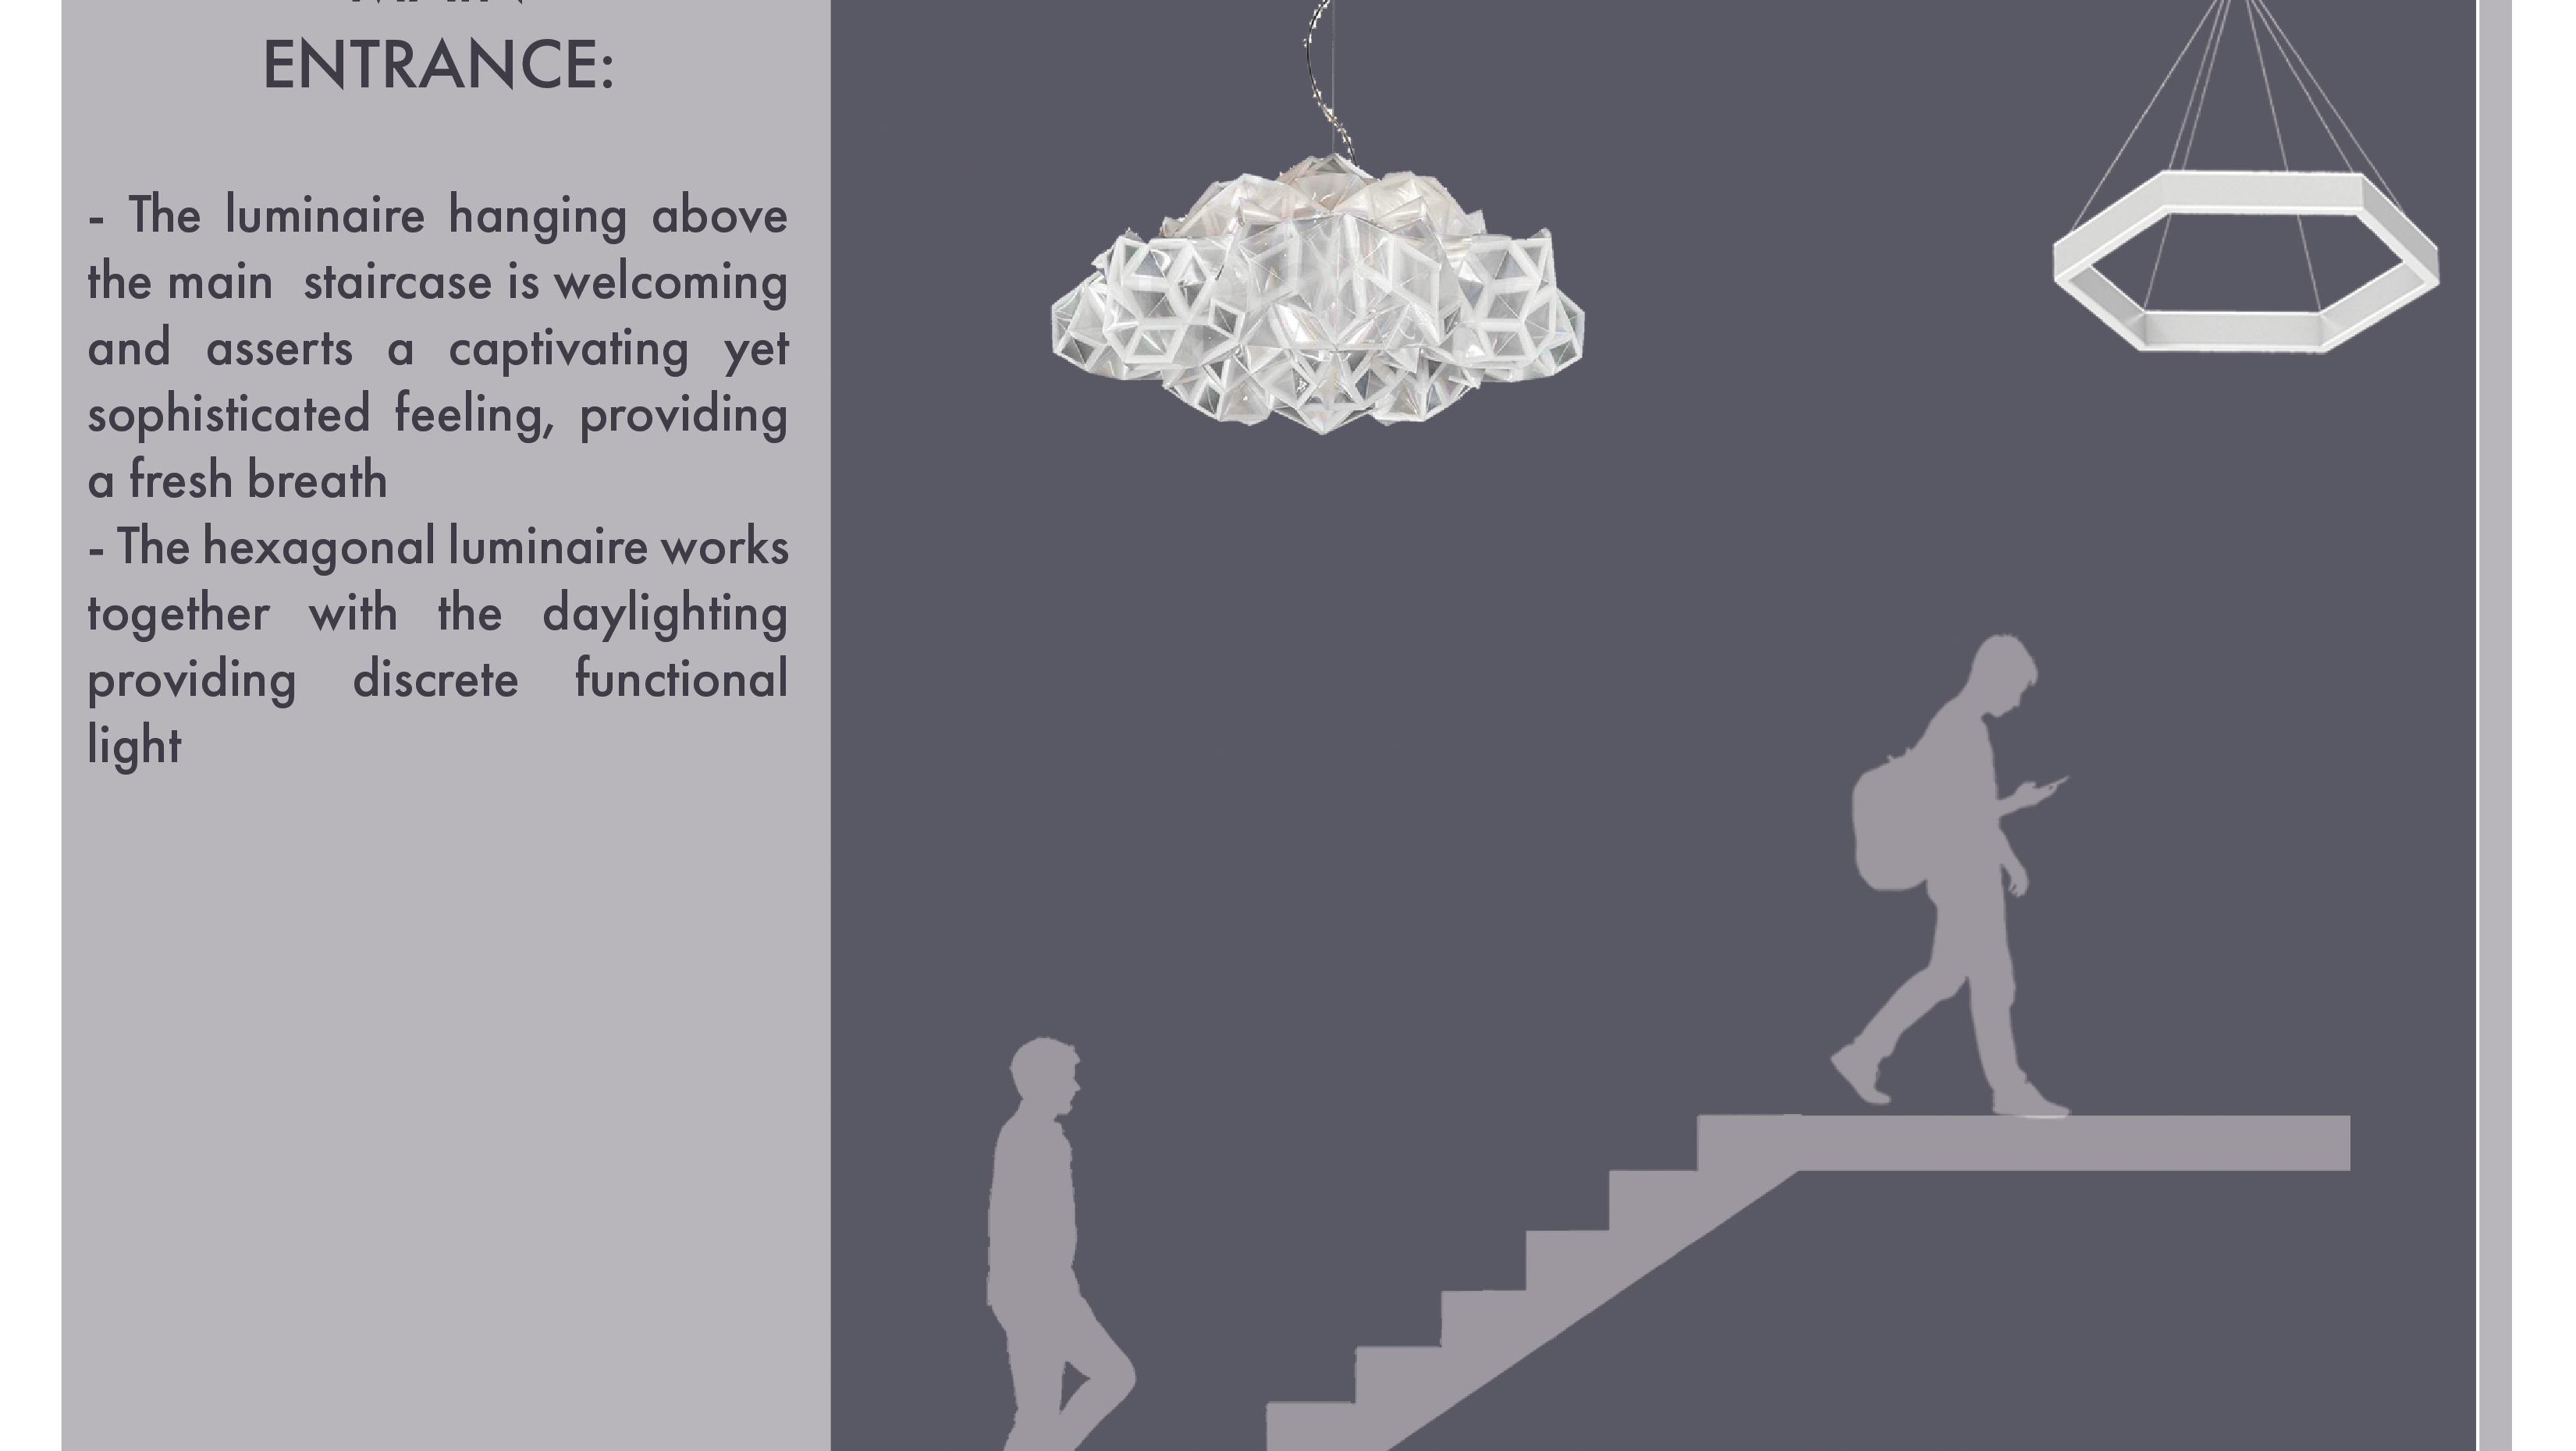 MAIN
ENTRANCE:
- The luminaire hanging above
the main  staircase is welcoming
and asserts a captivating yet
sophisticated feeling, providing
a fresh breath
- The hexagonal luminaire works
together with the daylighting
providing discrete functional
light